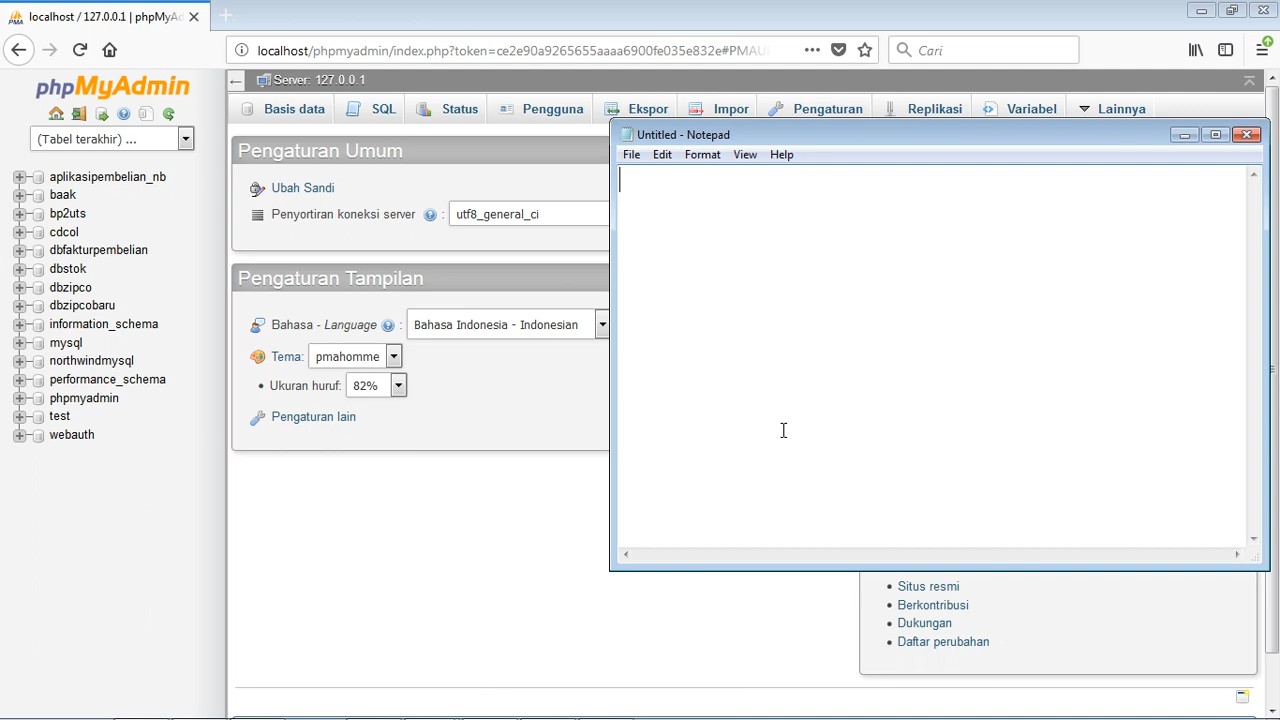 localhost / 127.0.0.1 | phpMyAd
localhost/phpmyadmin/index.php?token=ce2e90a9265655aaaa6900fe035e832e#PMAU
Cari
phpMyAdmin
(Tabel terakhir) ...
aplikasipembelian_nb
baak
bp2uts
cdcol
dbfakturpembelian
dbstok
dbzipco
dbzipcobaru
information_schema
mysql
northwindmysql
performance_schema
phpmyadmin
test
webauth
Server: 127.0.0.1
Basis data SQL Status Pengguna Ekspor Impor Pengaturan Replikasi Variabel Lainnya
Pengaturan Umum
Ubah Sandi
Penyortiran koneksi server : utf8_general_ci
Pengaturan Tampilan
Bahasa - Language : Bahasa Indonesia - Indonesian
Tema: pmahomme
Ukuran huruf: 82%
Pengaturan lain
Untitled - Notepad
File Edit Format View Help
Situs resmi
Berkontribusi
Dukungan
Daftar perubahan